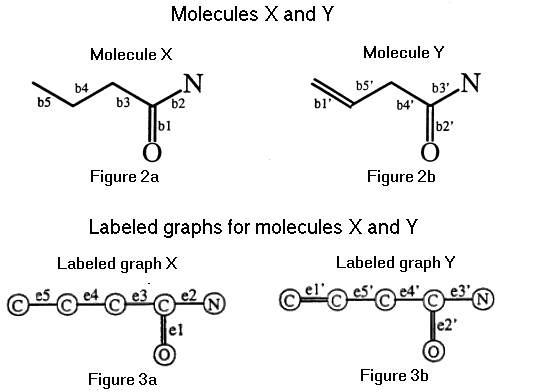 Molecules X and Y
Molecule X
Molecule Y
b5 b4 b3 b2 N
b1
O
b1' b5' b4' b3' N
b2'
O
Figure 2a
Figure 2b
Labeled graphs for molecules X and Y
Labeled graph X
Labeled graph Y
C e5 C e4 C e3 C e2 N
e1
O
C e1' C e5' C e4' C e3' N
e2'
O
Figure 3a
Figure 3b